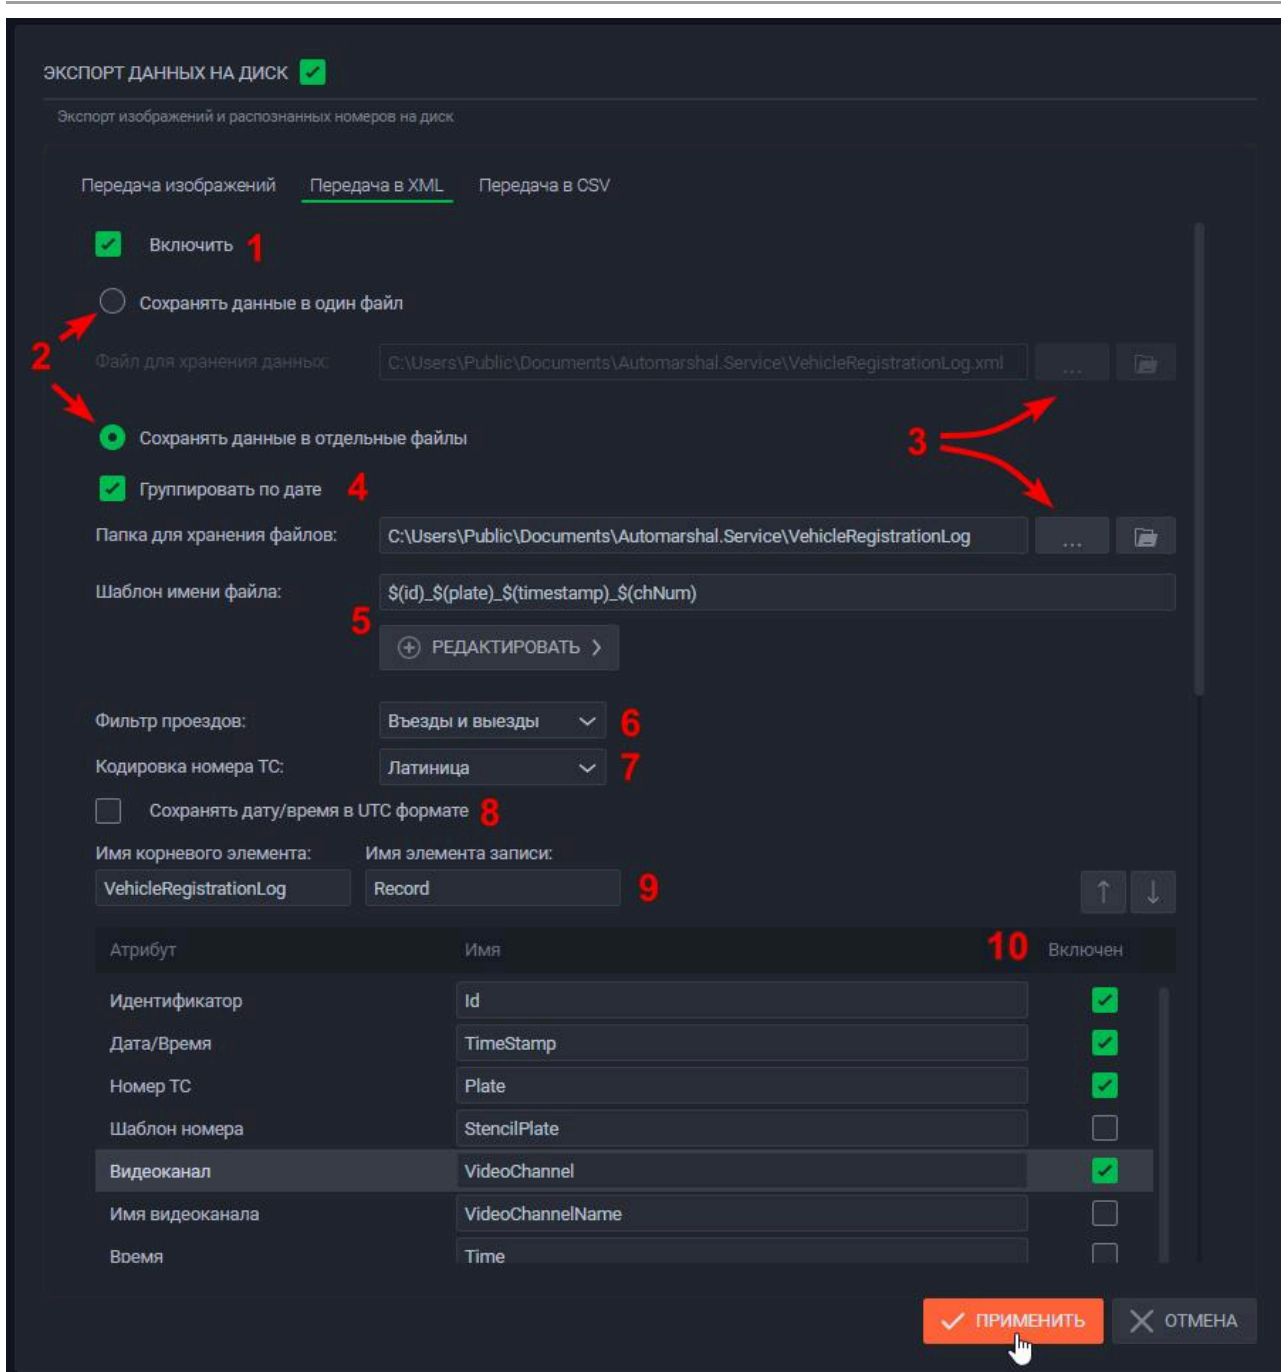 ЭКСПОРТ ДАННЫХ НА ДИСК
Экспорт изображений и распознанных номеров на диск
Передача изображений Передача в XML Передача в CSV
Включить 1
Сохранять данные в один файл
2
Файл для хранения данных: C:\Users\Public\Documents\Automarshal.Service\VehicleRegistrationLog.xml ...
Сохранять данные в отдельные файлы
3
Группировать по дате 4
Папка для хранения файлов: C:\Users\Public\Documents\Automarshal.Service\VehicleRegistrationLog ...
Шаблон имени файла: $(id)_$(plate)_$(timestamp)_$(chNum)
5
РЕДАКТИРОВАТЬ
Фильтр проездов: Въезды и выезды 6
Кодировка номера ТС: Латиница 7
Сохранять дату/время в UTC формате 8
Имя корневого элемента: Имя элемента записи:
VehicleRegistrationLog Record 9
Атрибут Имя 10 Включен
Идентификатор Id
Дата/Время TimeStamp
Номер ТС Plate
Шаблон номера StencilPlate
Видеоканал VideoChannel
Имя видеоканала VideoChannelName
Время Time
ПРИМЕНИТЬ ОТМЕНА